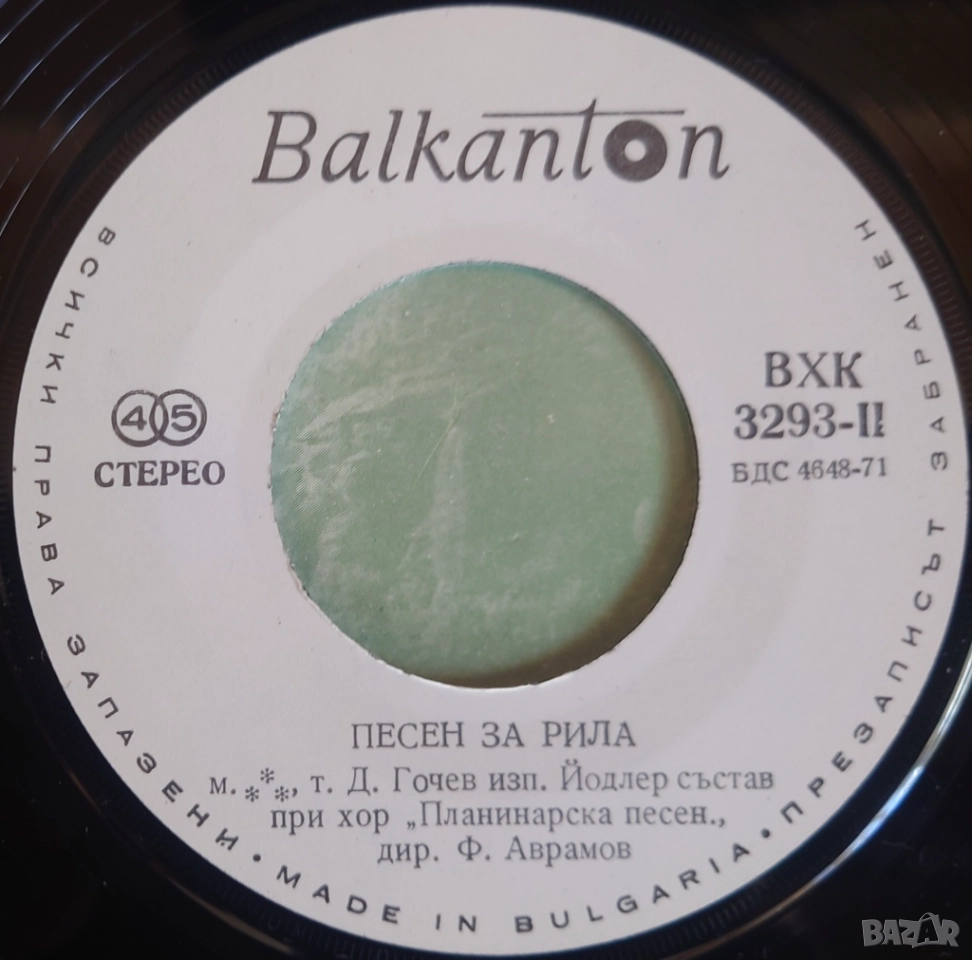 Balkanton
ВСИЧКИ ПРАВА ЗАПАЗЕНИ • MADE IN BULGARIA • ПРЕЗАПИСЪТ ЗАБРАНЕН
45
СТЕРЕО
ВХК
3293-II
БДС 4648-71
ПЕСЕН ЗА РИЛА
м. ***, т. Д. Гочев изп. Йодлер състав
при хор „Планинарска песен.,
дир. Ф. Аврамов
BAZAR